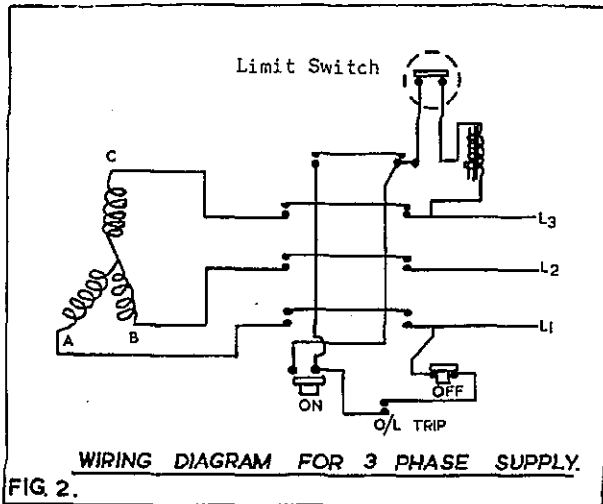 Limit Switch
C
L3
L2
A
B
L1
ON
OFF
O/L TRIP
WIRING DIAGRAM FOR 3 PHASE SUPPLY.
FIG. 2.